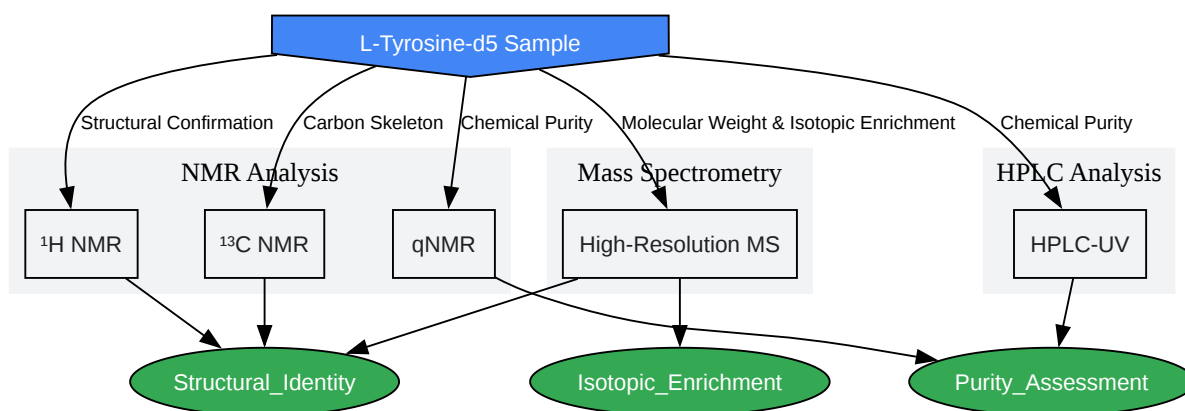 L-Tyrosine-d5 Sample
Structural Confirmation
Carbon Skeleton
Chemical Purity
Molecular Weight & Isotopic Enrichment
Chemical Purity
NMR Analysis
Mass Spectrometry
HPLC Analysis
¹H NMR
¹³C NMR
qNMR
High-Resolution MS
HPLC-UV
Structural_Identity
Isotopic_Enrichment
Purity_Assessment